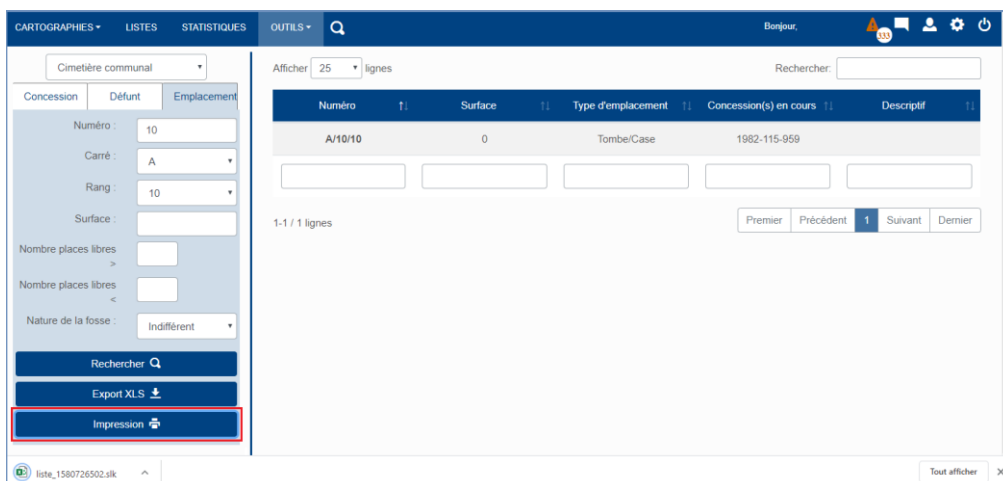 CARTOGRAPHIES LISTES STATISTIQUES OUTILS Bonjour, 333
Cimetière communal
Afficher 25 lignes Rechercher:
Concession Défunt Emplacement
Numéro Surface Type d'emplacement Concession(s) en cours Descriptif
Numéro : 10
A/10/10 0 Tombe/Case 1982-115-959
Carré : A
Rang : 10
Surface :
1-1 / 1 lignes Premier Précédent 1 Suivant Dernier
Nombre places libres
>
Nombre places libres
<
Nature de la fosse : Indifférent
Rechercher
Export XLS
Impression
liste_1580726502.slk Tout afficher